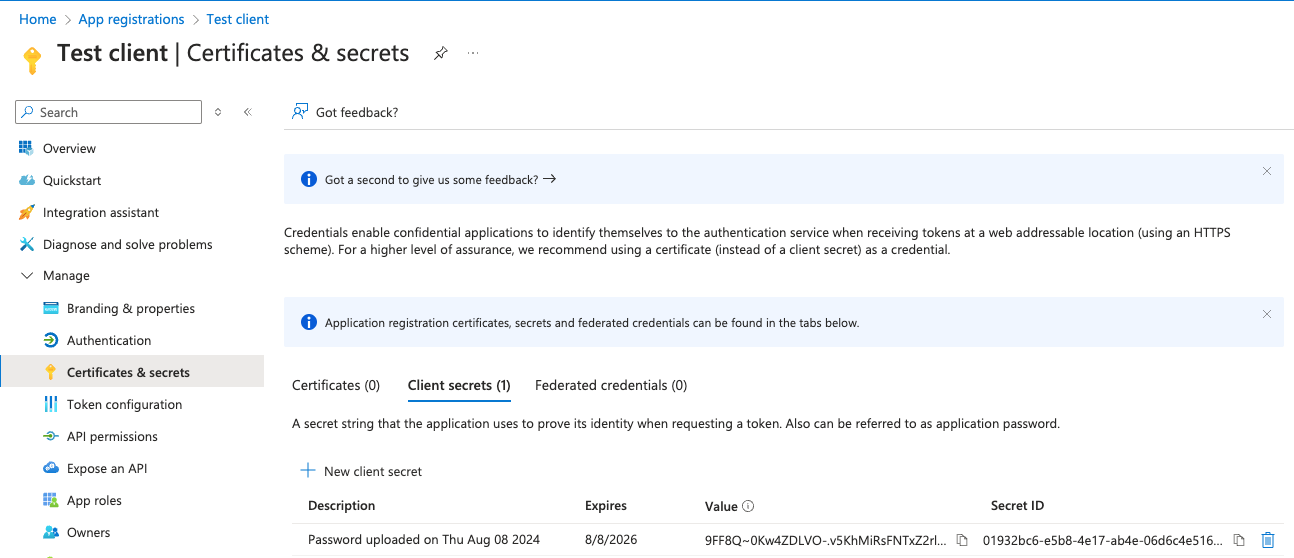 Home > App registrations > Test client
Test client | Certificates & secrets
Search
Got feedback?
Overview
Quickstart
Integration assistant
Diagnose and solve problems
Manage
Branding & properties
Authentication
Certificates & secrets
Token configuration
API permissions
Expose an API
App roles
Owners
Got a second to give us some feedback? →
Credentials enable confidential applications to identify themselves to the authentication service when receiving tokens at a web addressable location (using an HTTPS
scheme). For a higher level of assurance, we recommend using a certificate (instead of a client secret) as a credential.
Application registration certificates, secrets and federated credentials can be found in the tabs below.
Certificates (0) Client secrets (1) Federated credentials (0)
A secret string that the application uses to prove its identity when requesting a token. Also can be referred to as application password.
New client secret
Description Expires Value Secret ID
Password uploaded on Thu Aug 08 2024 8/8/2026 9FF8Q~0Kw4ZDLVO-.v5KhMiRsFNTxZ2rl... 01932bc6-e5b8-4e17-ab4e-06d6c4e516...